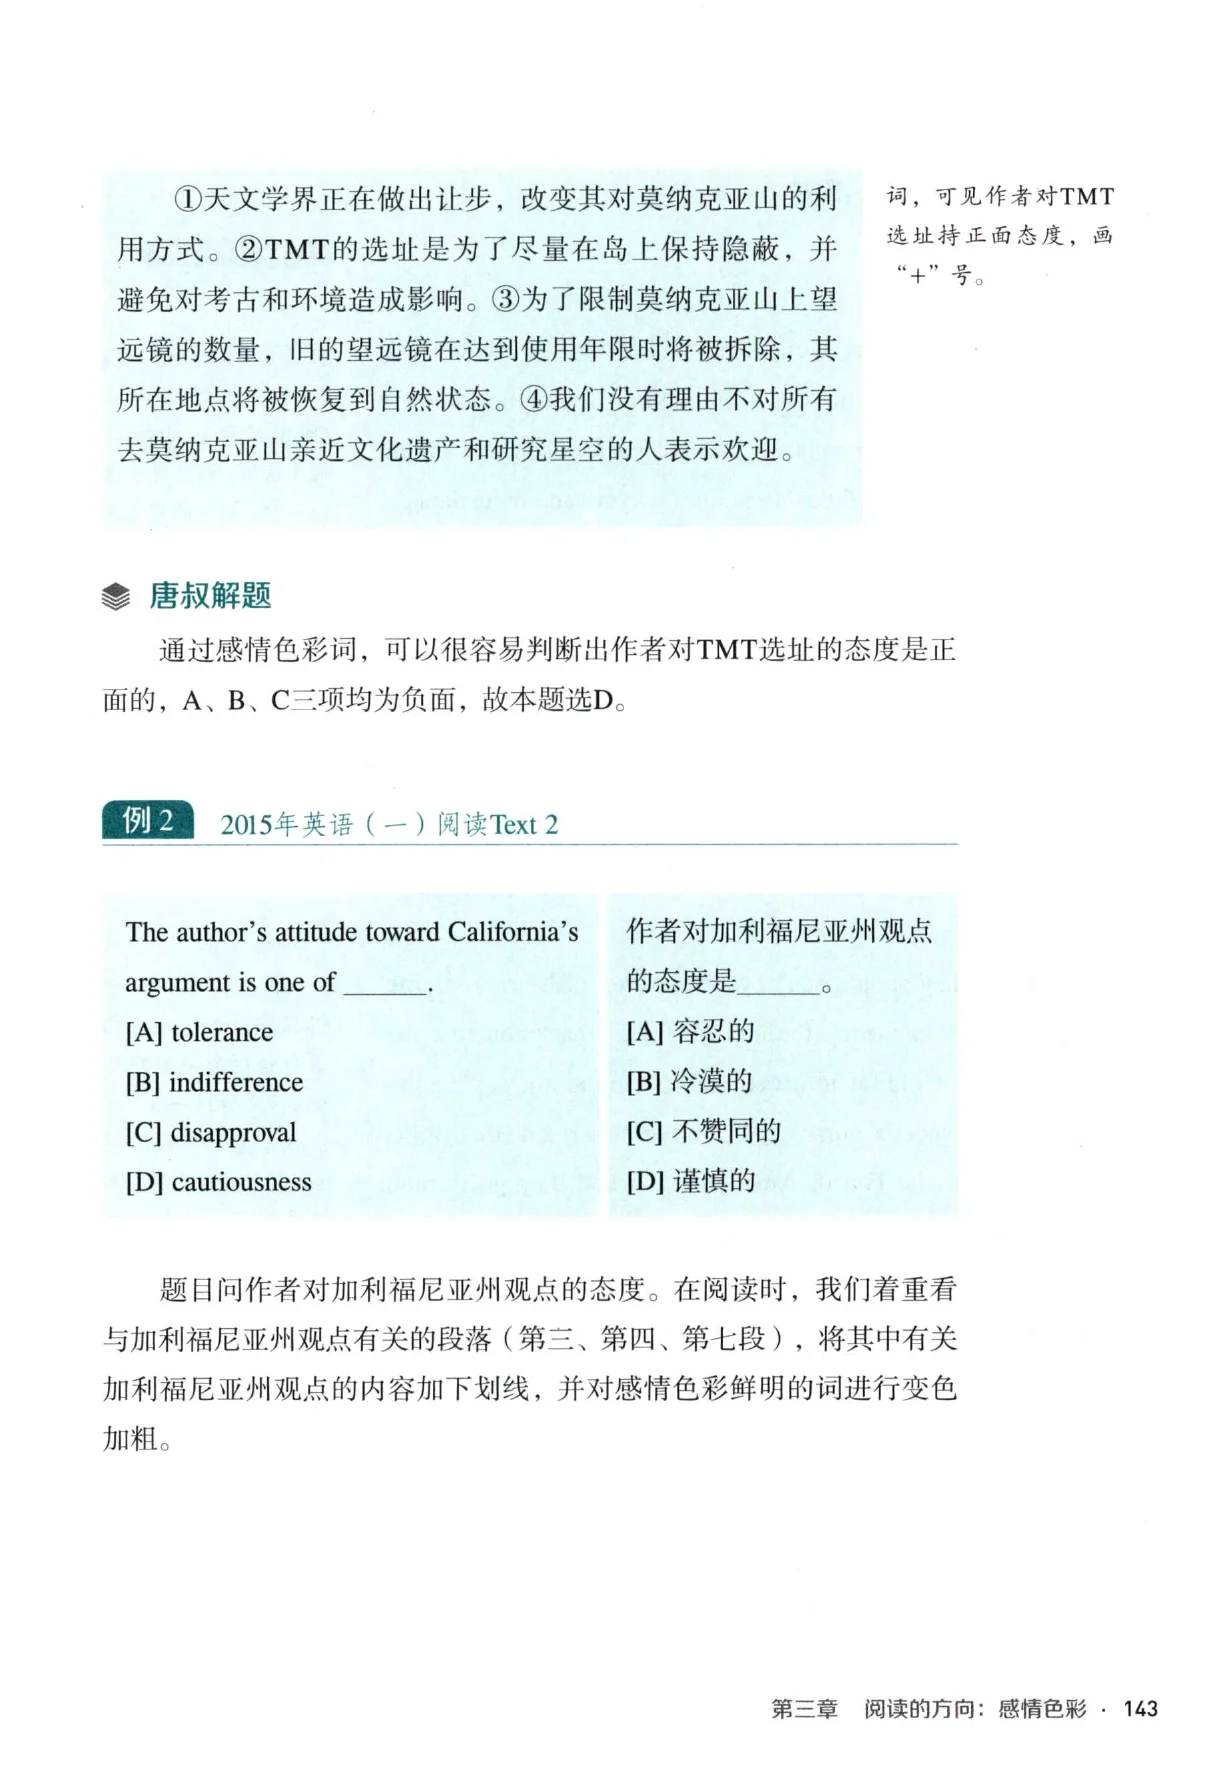 ①天文学界正在做出让步，改变其对莫纳克亚山的利
用方式。②TMT的选址是为了尽量在岛上保持隐蔽，并
避免对考古和环境造成影响。③为了限制莫纳克亚山上望
远镜的数量，旧的望远镜在达到使用年限时将被拆除，其
所在地点将被恢复到自然状态。④我们没有理由不对所有
去莫纳克亚山亲近文化遗产和研究星空的人表示欢迎。
词，可见作者对TMT
选址持正面态度，画
“+”号。
唐叔解题
通过感情色彩词，可以很容易判断出作者对TMT选址的态度是正
面的，A、B、C三项均为负面，故本题选D。
例 2 2015年英语（一）阅读Text 2
The author’s attitude toward California’s
argument is one of ______.
[A] tolerance
[B] indifference
[C] disapproval
[D] cautiousness
作者对加利福尼亚州观点
的态度是______。
[A] 容忍的
[B] 冷漠的
[C] 不赞同的
[D] 谨慎的
题目问作者对加利福尼亚州观点的态度。在阅读时，我们着重看
与加利福尼亚州观点有关的段落（第三、第四、第七段），将其中有关
加利福尼亚州观点的内容加下划线，并对感情色彩鲜明的词进行变色
加粗。
第三章 阅读的方向：感情色彩 · 143